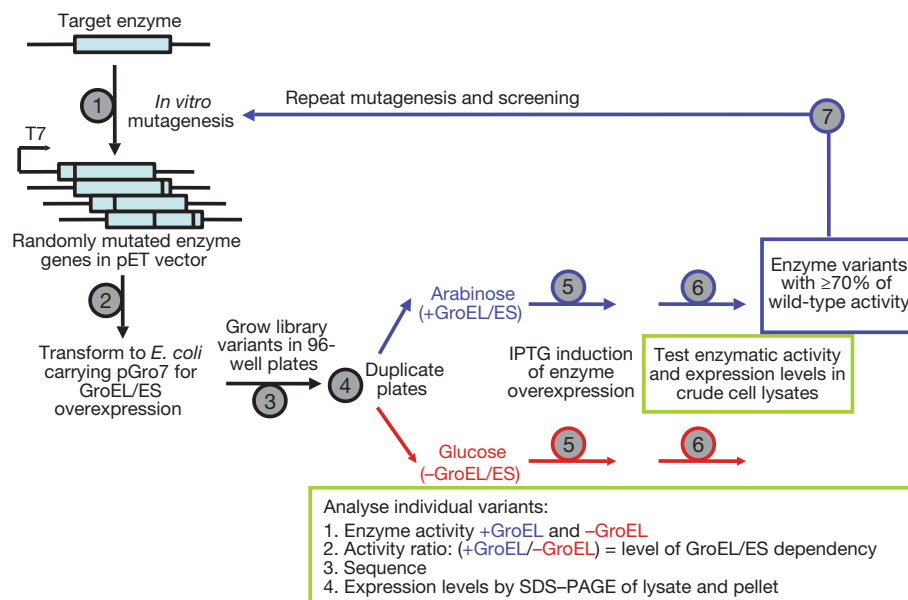 Target enzyme
1
In vitro
mutagenesis
Repeat mutagenesis and screening
7
T7
Randomly mutated enzyme
genes in pET vector
2
Transform to E. coli
carrying pGro7 for
GroEL/ES
overexpression
Grow library
variants in 96-
well plates
3
4
Duplicate
plates
Arabinose
(+GroEL/ES)
5
6
Enzyme variants
with ≥70% of
wild-type activity
IPTG induction
of enzyme
overexpression
Test enzymatic activity
and expression levels in
crude cell lysates
Glucose
(–GroEL/ES)
5
6
Analyse individual variants:
1. Enzyme activity +GroEL and –GroEL
2. Activity ratio: (+GroEL/–GroEL) = level of GroEL/ES dependency
3. Sequence
4. Expression levels by SDS–PAGE of lysate and pellet